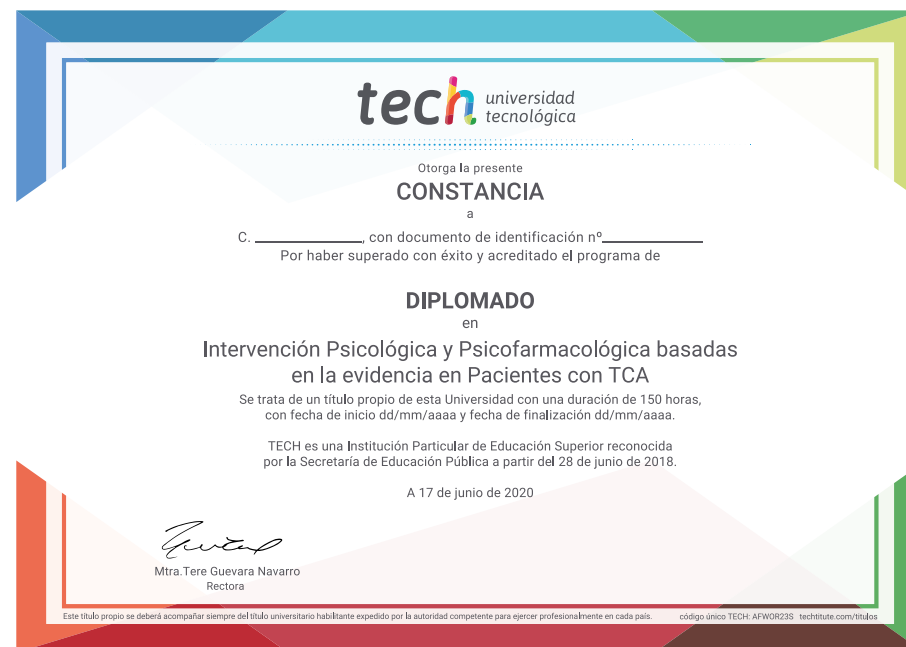 tech universidad
tecnológica
Otorga la presente
CONSTANCIA
a
C. ____________, con documento de identificación nº____________
Por haber superado con éxito y acreditado el programa de
DIPLOMADO
en
Intervención Psicológica y Psicofarmacológica basadas
en la evidencia en Pacientes con TCA
Se trata de un título propio de esta Universidad con una duración de 150 horas,
con fecha de inicio dd/mm/aaaa y fecha de finalización dd/mm/aaaa.
TECH es una Institución Particular de Educación Superior reconocida
por la Secretaría de Educación Pública a partir del 28 de junio de 2018.
A 17 de junio de 2020
Mtra.Tere Guevara Navarro
Rectora
Este título propio se deberá acompañar siempre del título universitario habilitante expedido por la autoridad competente para ejercer profesionalmente en cada país. código único TECH: AFWOR23S techtitute.com/titulos